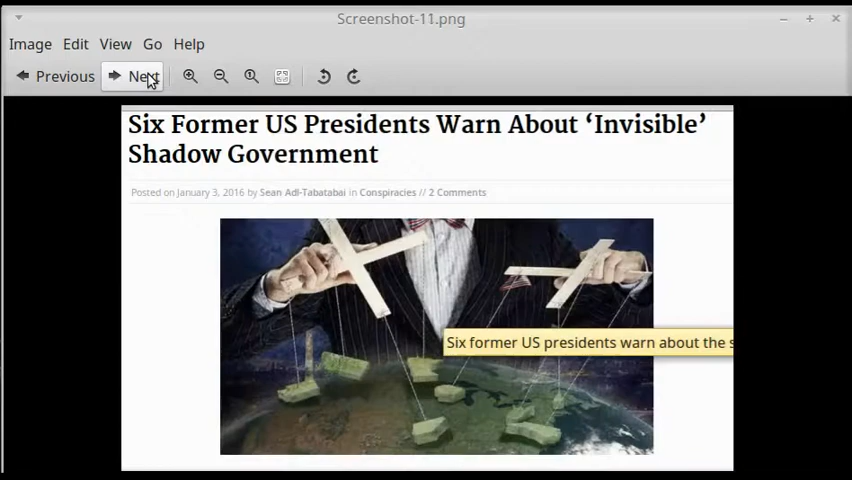 Screenshot-11.png
Image Edit View Go Help
Previous Next
Six Former US Presidents Warn About ‘Invisible’
Shadow Government
Posted on January 3, 2016 by Sean Adl-Tabatabai in Conspiracies // 2 Comments
Six former US presidents warn about the s